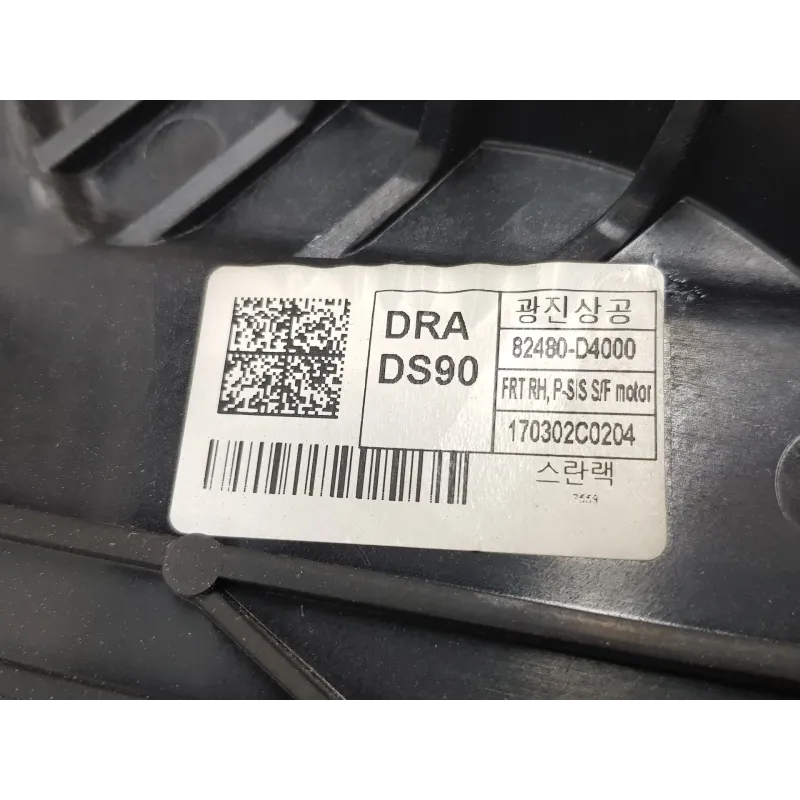 DRA
DS90
광진상공
82480-D4000
FRT RH, P-S/S S/F motor
170302C0204
스란랙